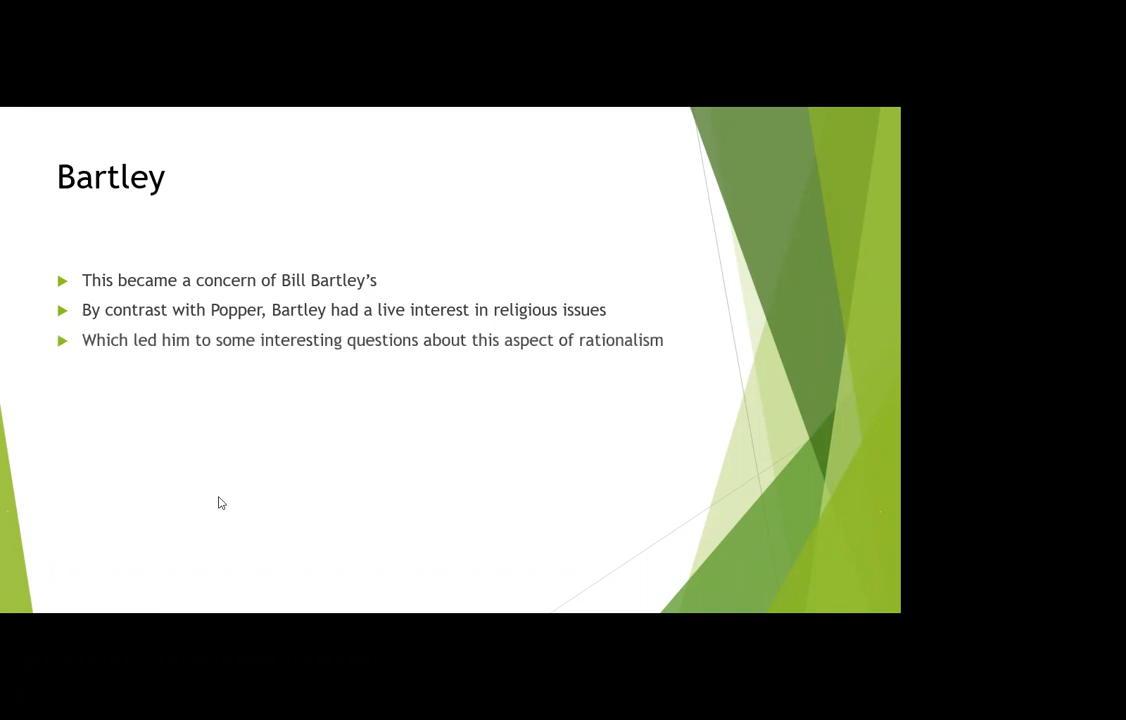 Bartley
This became a concern of Bill Bartley’s
By contrast with Popper, Bartley had a live interest in religious issues
Which led him to some interesting questions about this aspect of rationalism